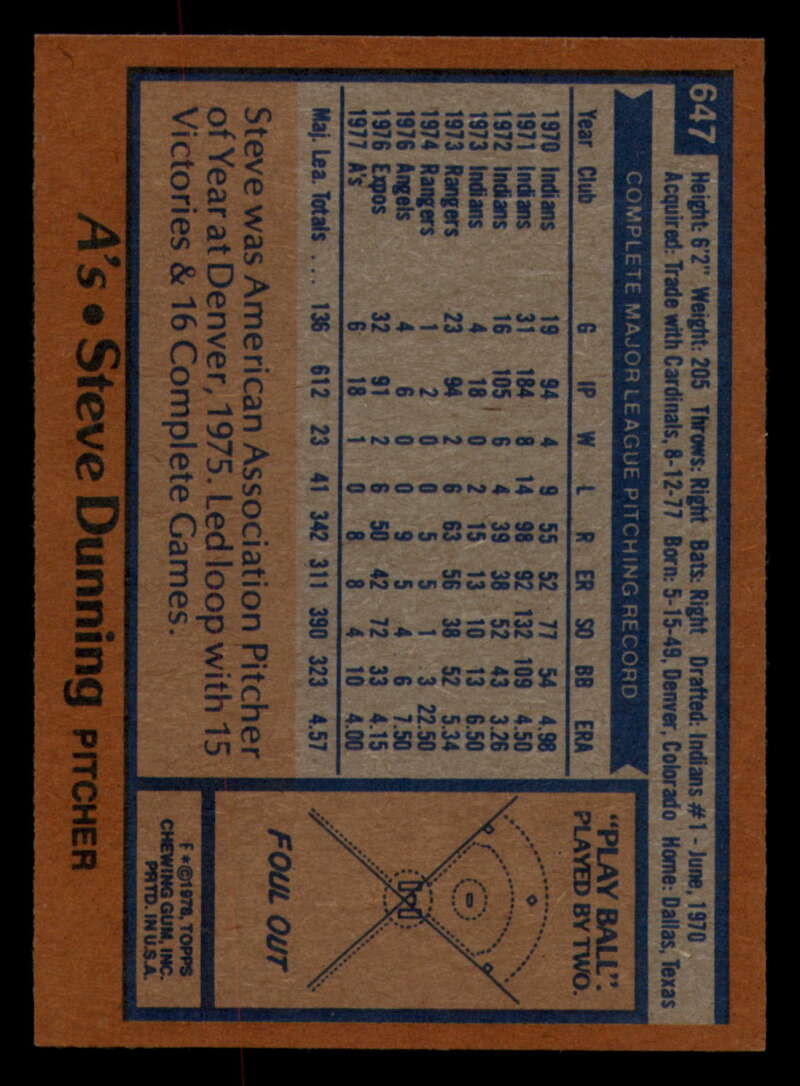 647
Height: 6'2" Weight: 205 Throws: Right Bats: Right Drafted: Indians #1 - June, 1970
Acquired: Trade with Cardinals, 8-12-77 Born: 5-15-49, Denver, Colorado Home: Dallas, Texas
COMPLETE MAJOR LEAGUE PITCHING RECORD
Year Club G IP W L R ER SO BB ERA
1970 Indians 19 94 4 9 55 52 77 54 4.98
1971 Indians 31 184 8 14 98 92 132 109 4.50
1972 Indians 16 105 6 4 39 38 52 43 3.26
1973 Indians 4 18 0 2 15 13 10 13 6.50
1973 Rangers 23 94 2 6 63 56 38 52 5.34
1974 Rangers 1 2 0 0 5 5 1 3 22.50
1976 Angels 4 6 0 0 9 5 4 6 7.50
1976 Expos 32 91 2 6 50 42 72 33 4.15
1977 A's 6 18 1 0 8 8 4 10 4.00
Maj. Lea. Totals .... 136 612 23 41 342 311 390 323 4.57
Steve was American Association Pitcher
of Year at Denver, 1975. Led loop with 15
Victories & 16 Complete Games.
"PLAY BALL".
PLAYED BY TWO.
FOUL OUT
F*©1978, TOPPS
CHEWING GUM, INC.
PRTD. IN U.S.A.
A's • Steve Dunning PITCHER